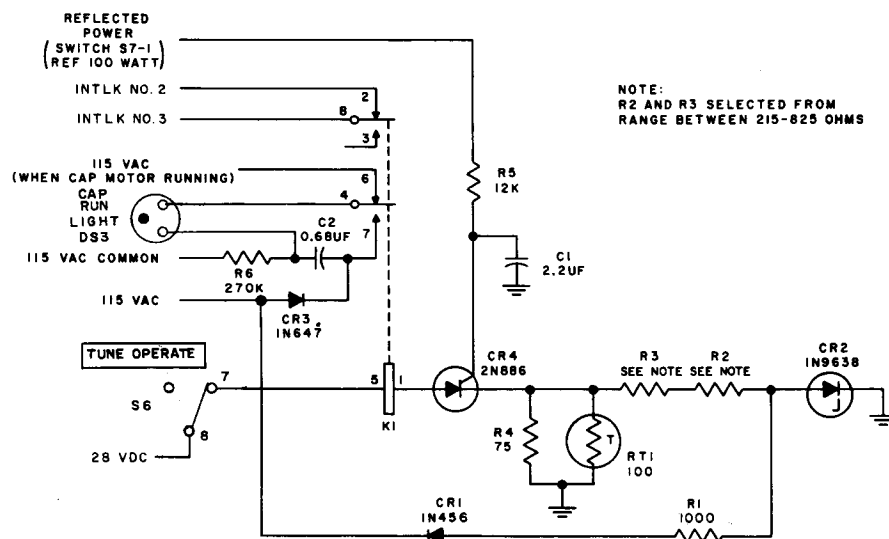 REFLECTED
POWER
( SWITCH S7-1 )
REF 100 WATT
INTLK NO. 2
2
INTLK NO. 3
8
3
NOTE:
R2 AND R3 SELECTED FROM
RANGE BETWEEN 215-825 OHMS
115 VAC
(WHEN CAP MOTOR RUNNING)
6
CAP
RUN
LIGHT
DS3
4
7
R5
12K
C2
0.68UF
115 VAC COMMON
R6
270K
C1
2.2UF
115 VAC
CR3
1N647
TUNE OPERATE
S6
7
8
28 VDC
5
1
K1
CR4
2N886
R3
SEE NOTE
R2
SEE NOTE
CR2
1N9638
R4
75
T
RT1
100
CR1
1N456
R1
1000